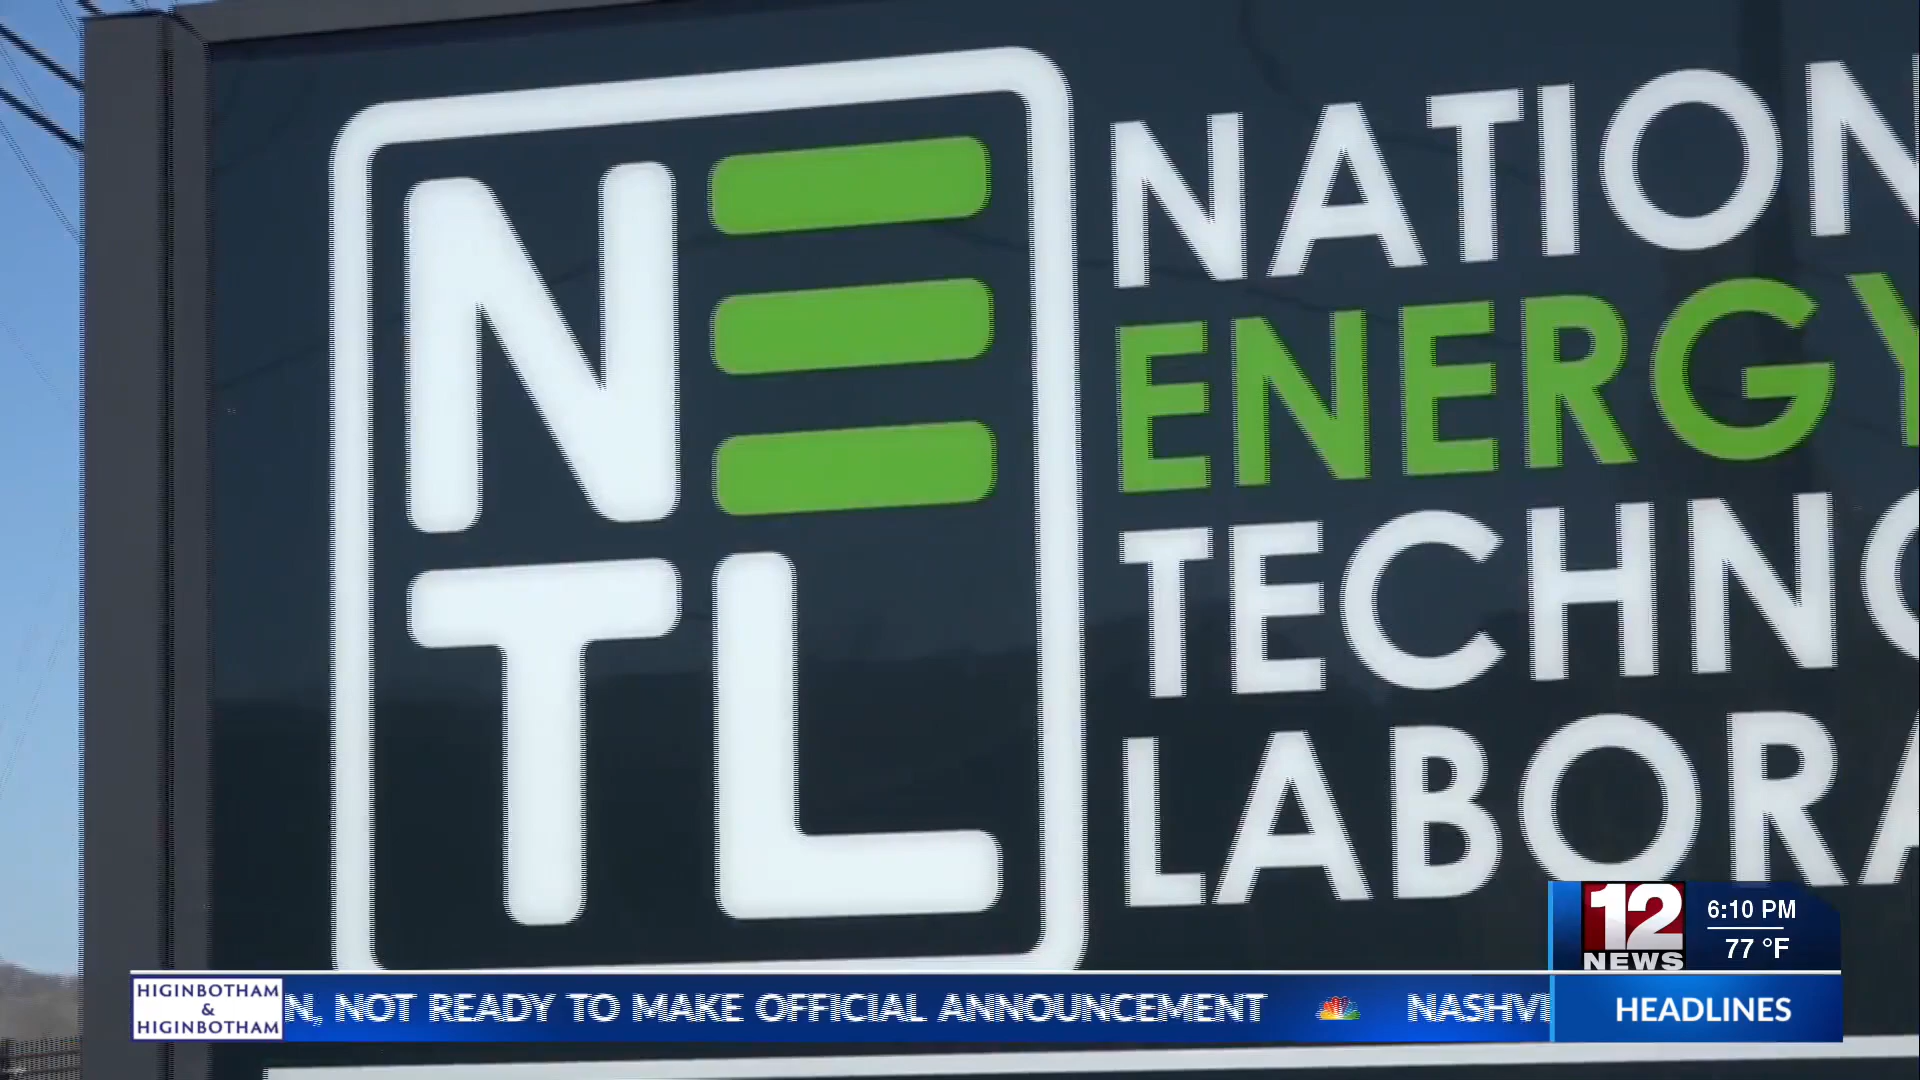 NETL
NATION
ENERGY
TECHNO
LABORA
12
NEWS
6:10 PM
77 °F
HIGINBOTHAM
&
HIGINBOTHAM
N, NOT READY TO MAKE OFFICIAL ANNOUNCEMENT NASHVI
HEADLINES